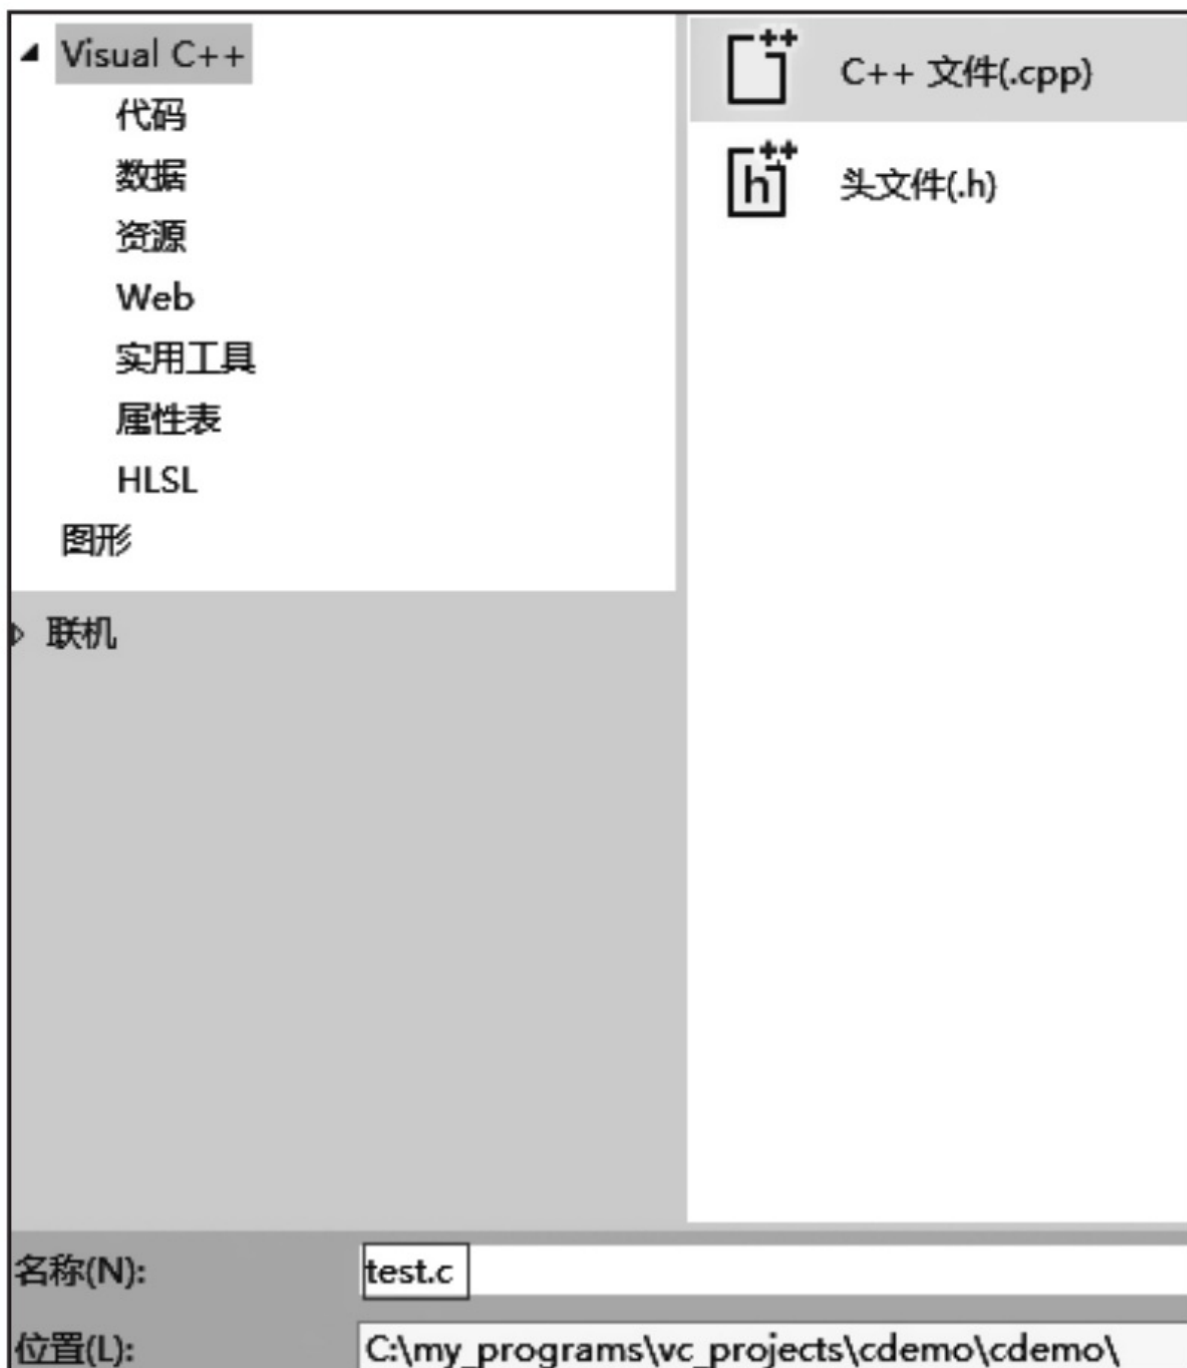 Visual C++
代码
数据
资源
Web
实用工具
属性表
HLSL
图形
联机
C++ 文件(.cpp)
头文件(.h)
名称(N): test.c
位置(L): C:\my_programs\vc_projects\cdemo\cdemo\